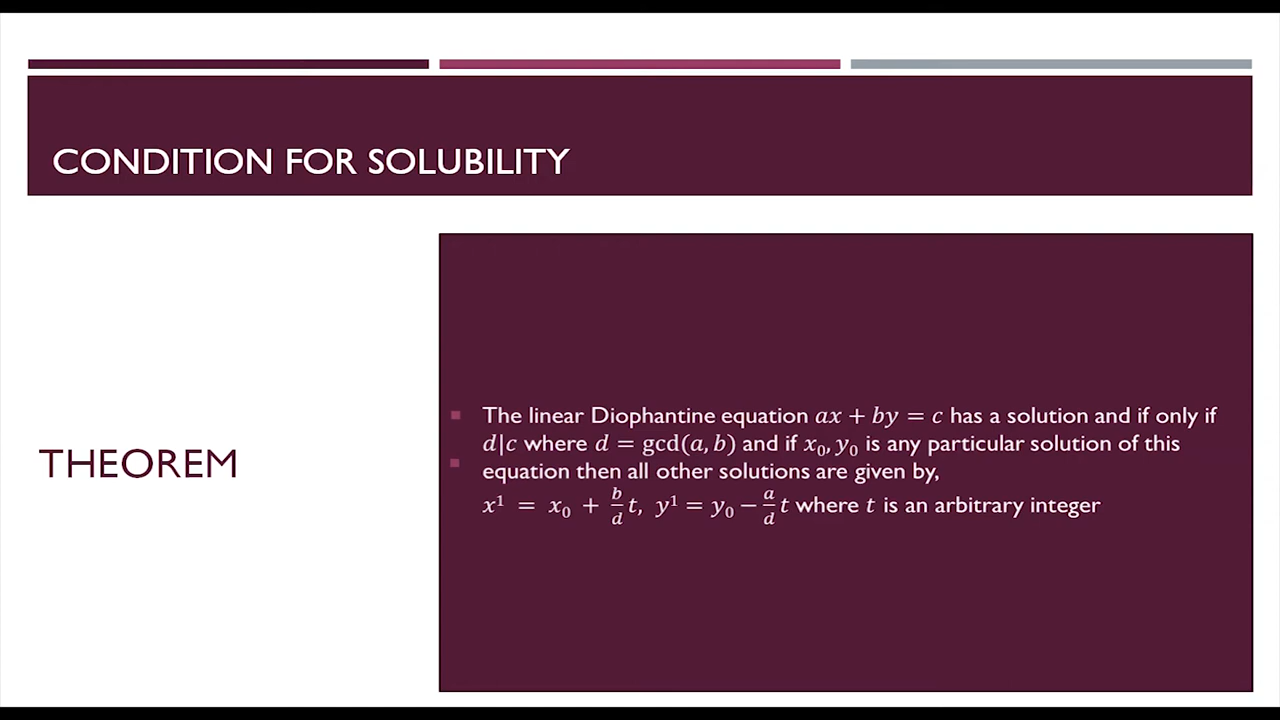 CONDITION FOR SOLUBILITY
THEOREM
The linear Diophantine equation 𝑎𝑥 + 𝑏𝑦 = 𝑐 has a solution and if only if
𝑑|𝑐 where 𝑑 = gcd(𝑎, 𝑏) and if 𝑥₀, 𝑦₀ is any particular solution of this
equation then all other solutions are given by,
𝑥¹ = 𝑥₀ + 𝑏/𝑑 𝑡, 𝑦¹ = 𝑦₀ − 𝑎/𝑑 𝑡 where 𝑡 is an arbitrary integer